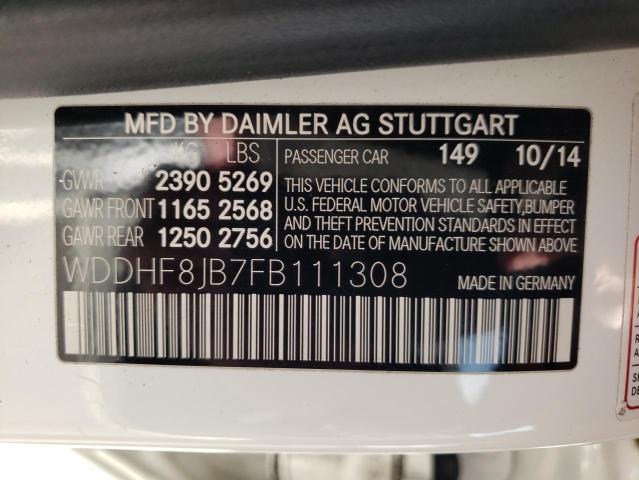 MFD BY DAIMLER AG STUTTGART
KG LBS
GVWR 2390 5269
GAWR FRONT 1165 2568
GAWR REAR 1250 2756
PASSENGER CAR 149 10/14
THIS VEHICLE CONFORMS TO ALL APPLICABLE
U.S. FEDERAL MOTOR VEHICLE SAFETY,BUMPER
AND THEFT PREVENTION STANDARDS IN EFFECT
ON DATE OF MANUFACTURE SHOWN ABOVE
WDDHF8JB7FB111308
MADE IN GERMANY